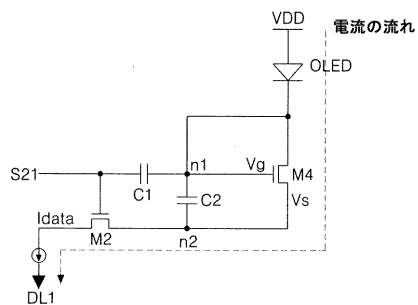 VDD
電流の流れ
OLED
n1
Vg
M4
S21
C1
C2
Vs
Idata
M2
n2
DL1